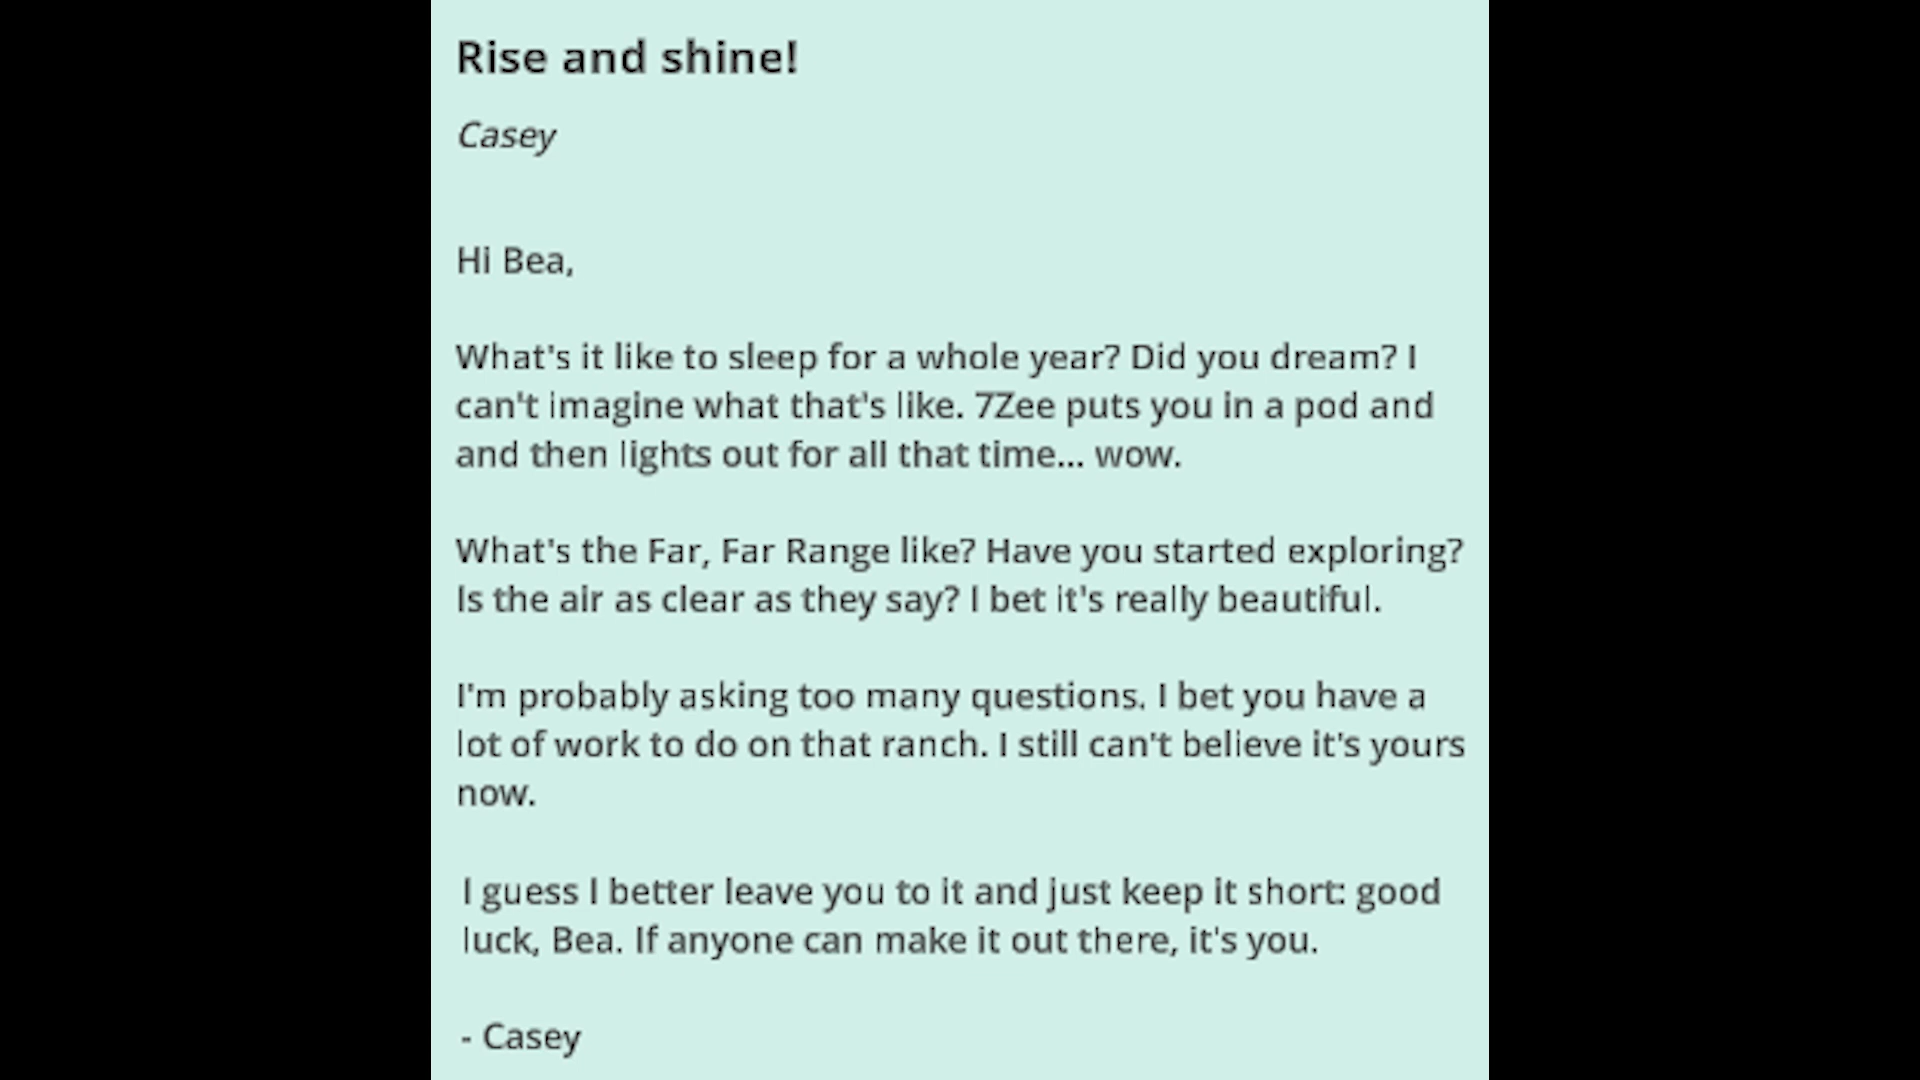 Rise and shine!
Casey
Hi Bea,
What's it like to sleep for a whole year? Did you dream? I
can't imagine what that's like. 7Zee puts you in a pod and
and then lights out for all that time... wow.
What's the Far, Far Range like? Have you started exploring?
Is the air as clear as they say? I bet it's really beautiful.
I'm probably asking too many questions. I bet you have a
lot of work to do on that ranch. I still can't believe it's yours
now.
I guess I better leave you to it and just keep it short: good
luck, Bea. If anyone can make it out there, it's you.
- Casey